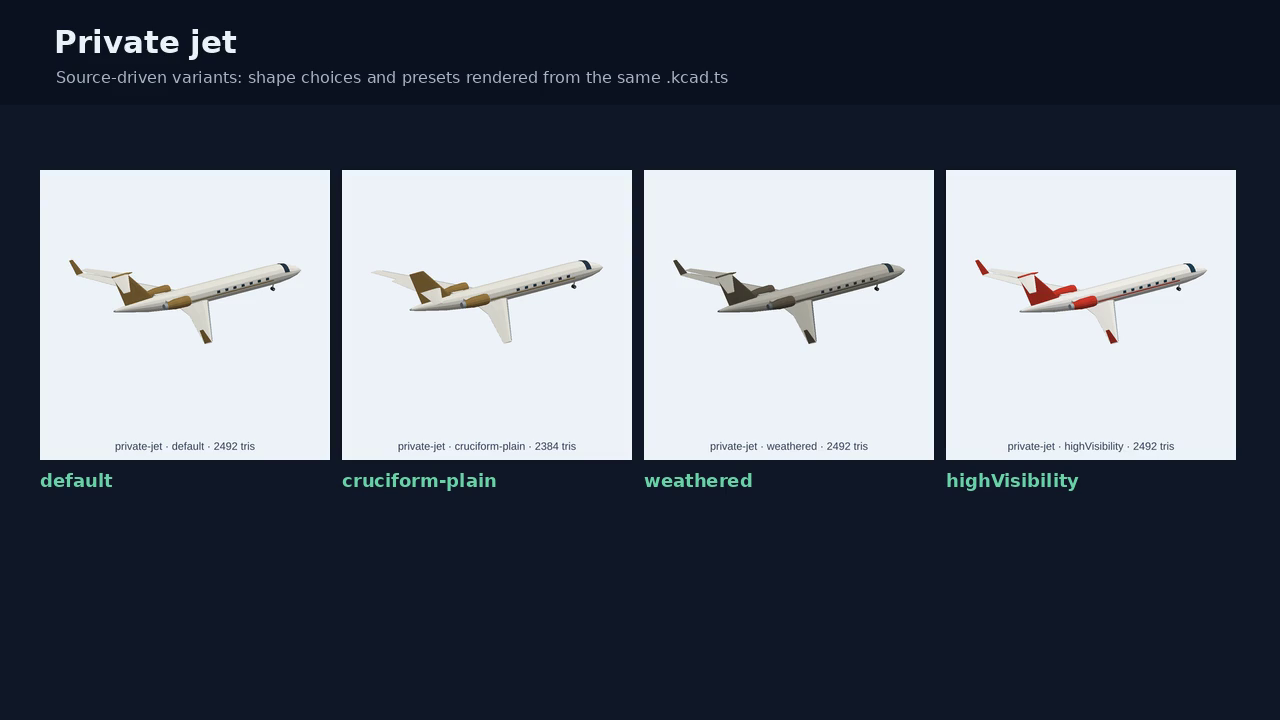 Private jet
Source-driven variants: shape choices and presets rendered from the same .kcad.ts
private-jet · default · 2492 tris
private-jet · cruciform-plain · 2384 tris
private-jet · weathered · 2492 tris
private-jet · highVisibility · 2492 tris
default
cruciform-plain
weathered
highVisibility